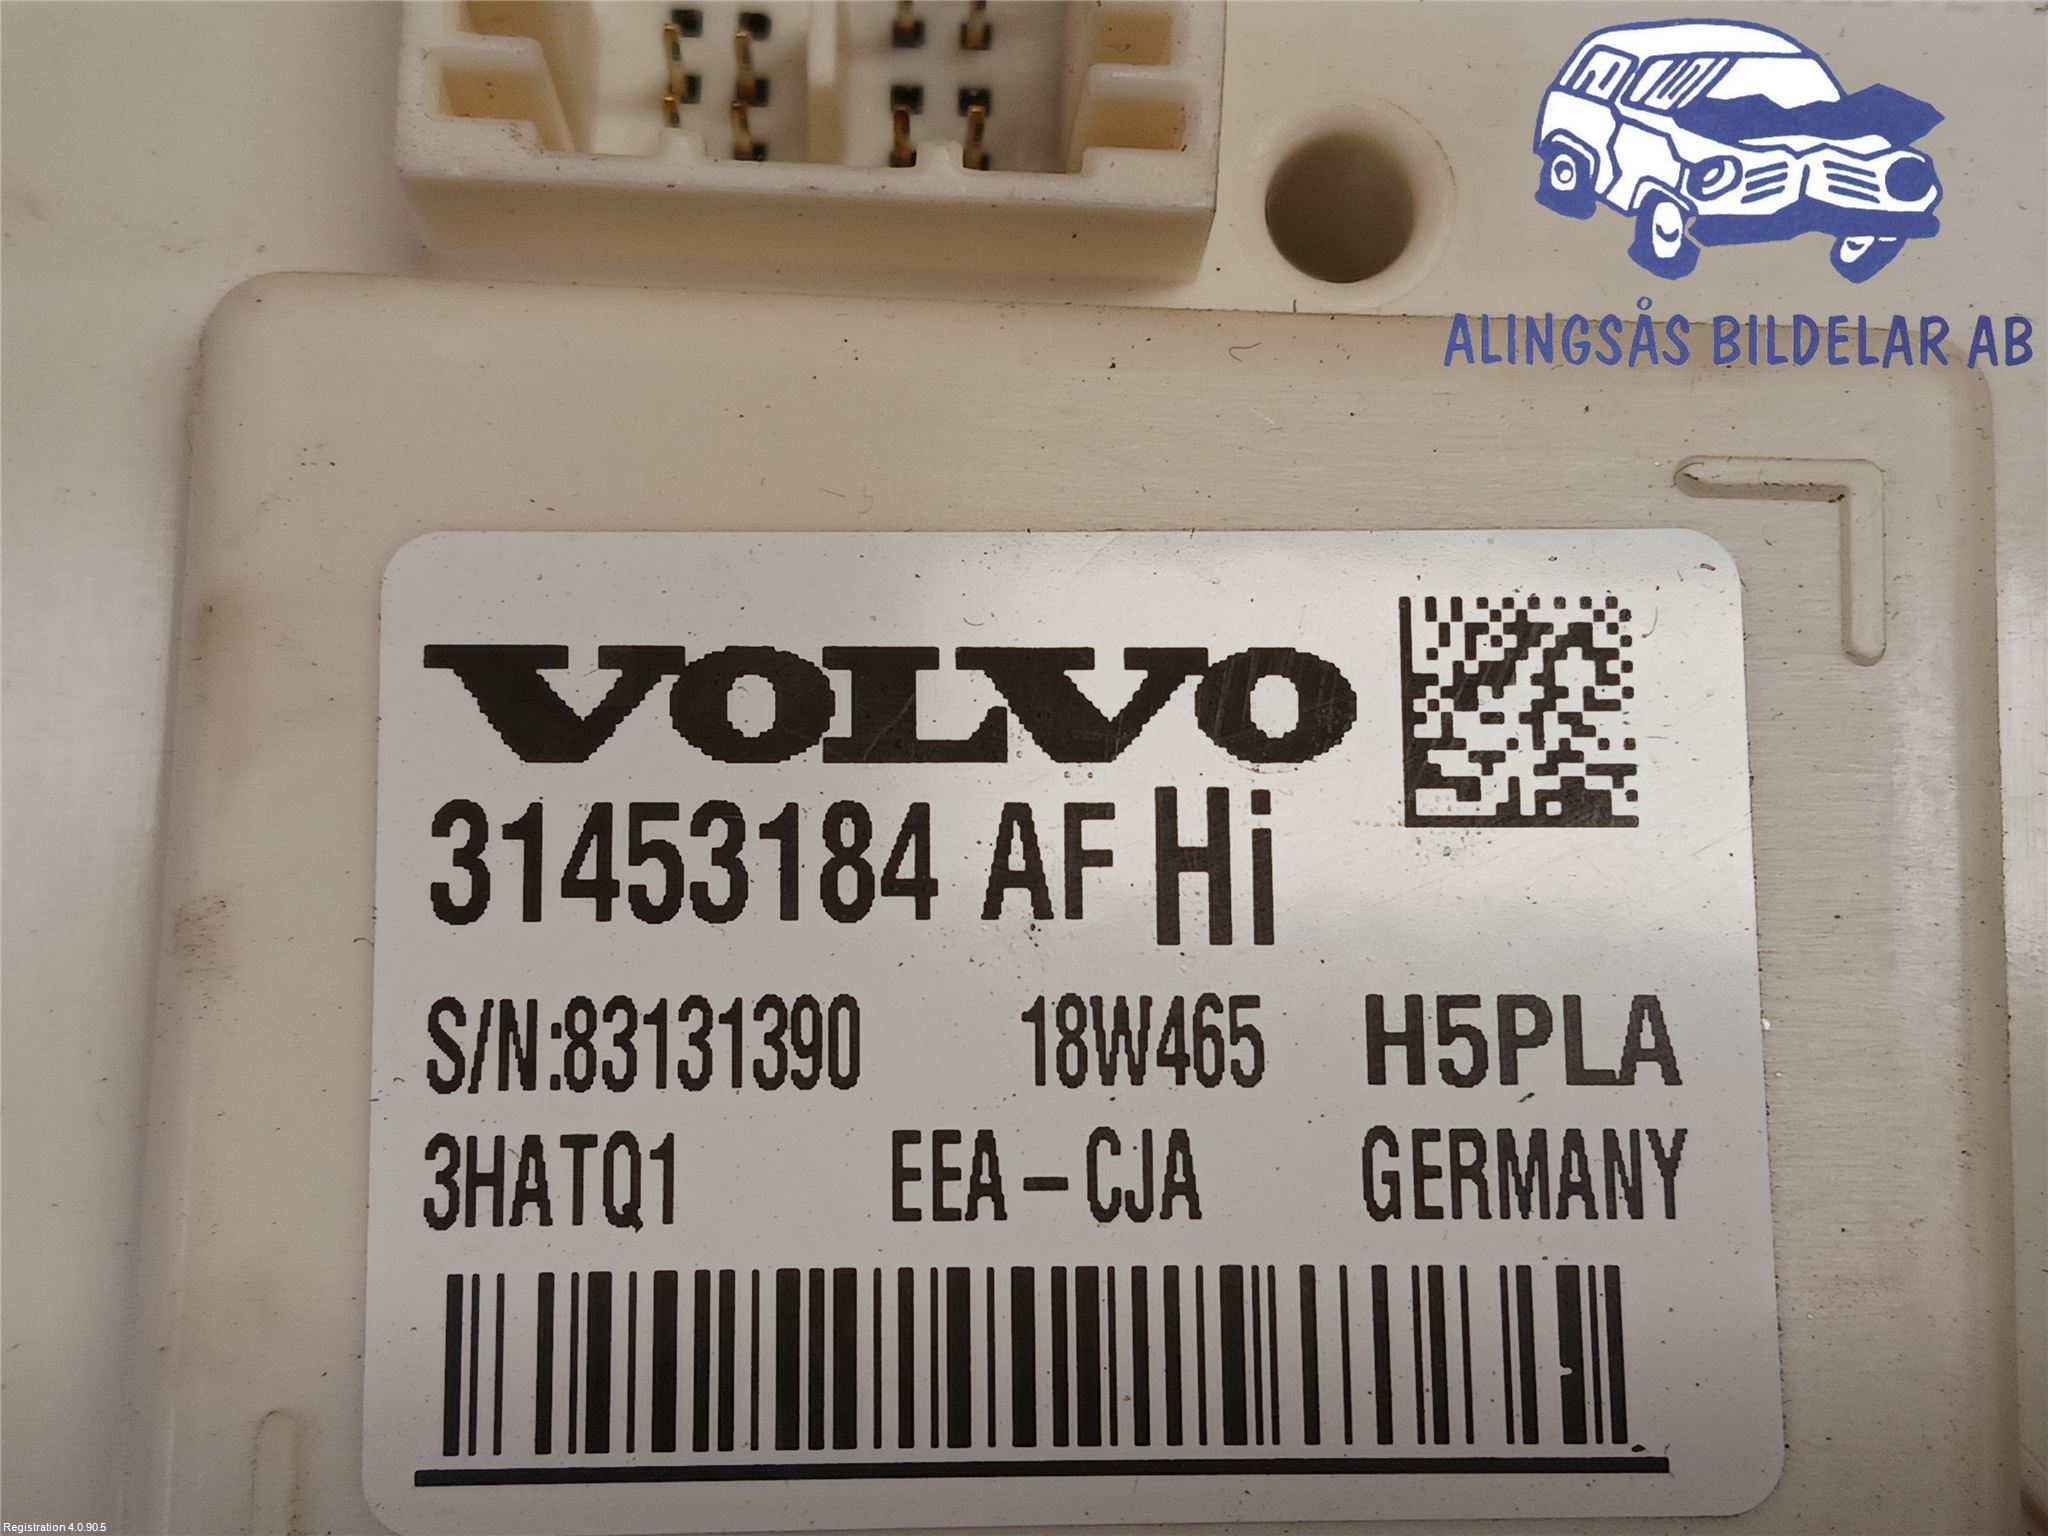 ALINGSÅS BILDELAR AB
VOLVO
31453184 AF Hi
S/N:83131390 18W465 H5PLA
3HATQ1 EEA-CJA GERMANY
Registration 4.0.90.5